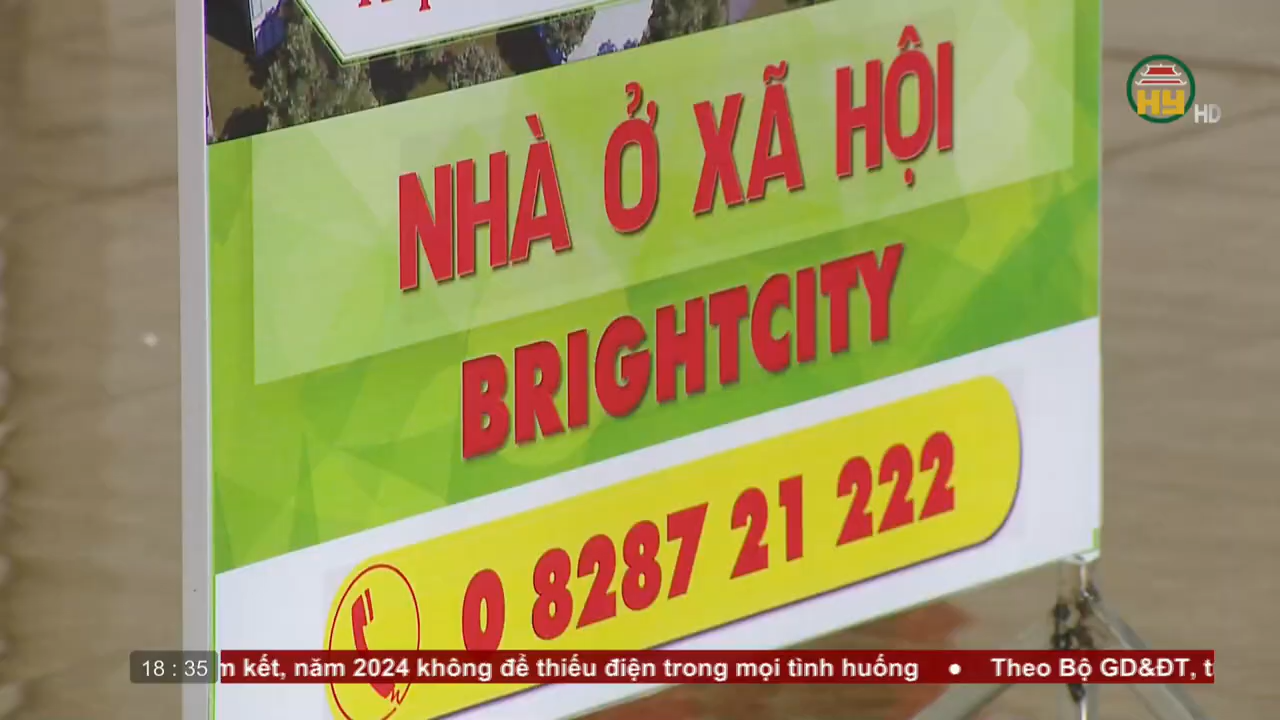 HY HD
NHÀ Ở XÃ HỘI
BRIGHTCITY
0 8287 21 222
18 : 35
kết, năm 2024 không để thiếu điện trong mọi tình huống • Theo Bộ GD&ĐT,